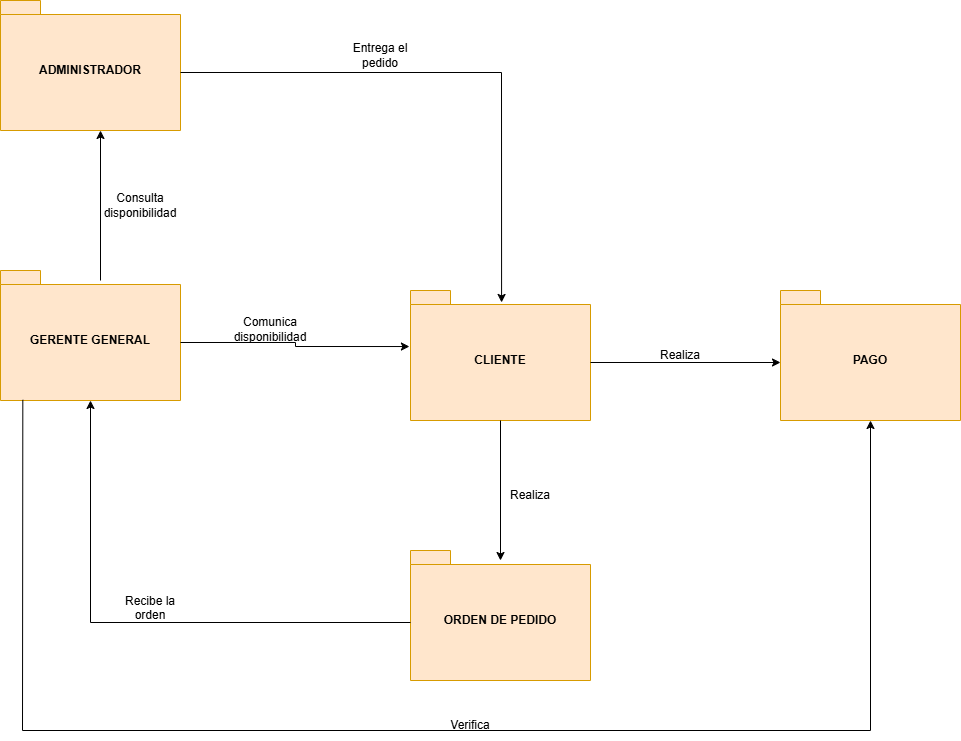 Entrega el
pedido
ADMINISTRADOR
Consulta
disponibilidad
Comunica
disponibilidad
GERENTE GENERAL
CLIENTE
Realiza
PAGO
Realiza
Recibe la
orden
ORDEN DE PEDIDO
Verifica